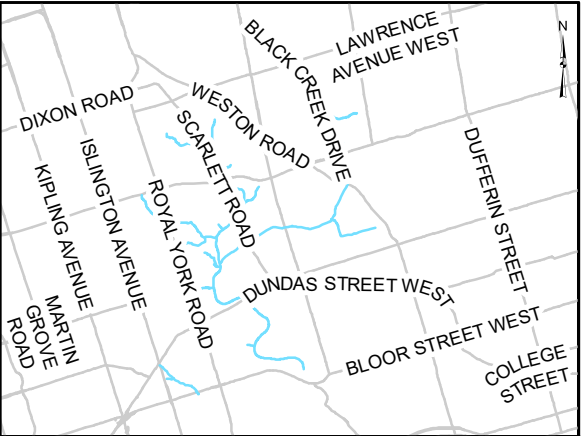 BLACK CREEK DRIVE
LAWRENCE
AVENUE WEST
N
DIXON ROAD
WESTON ROAD
SCARLETT ROAD
DUFFERIN STREET
ISLINGTON AVENUE
KIPLING AVENUE
ROYAL YORK ROAD
DUNDAS STREET WEST
MARTIN
GROVE
ROAD
BLOOR STREET WEST
COLLEGE
STREET